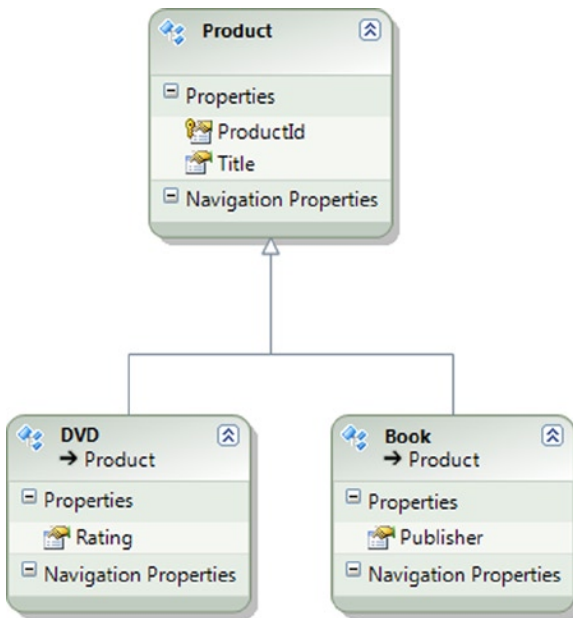 Product
Properties
ProductId
Title
Navigation Properties
DVD
→ Product
Properties
Rating
Navigation Properties
Book
→ Product
Properties
Publisher
Navigation Properties